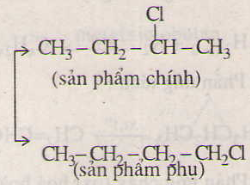 Cl
CH₃–CH₂–CH–CH₃
(sản phẩm chính)
CH₃–CH₂–CH₂–CH₂Cl
(sản phẩm phụ)